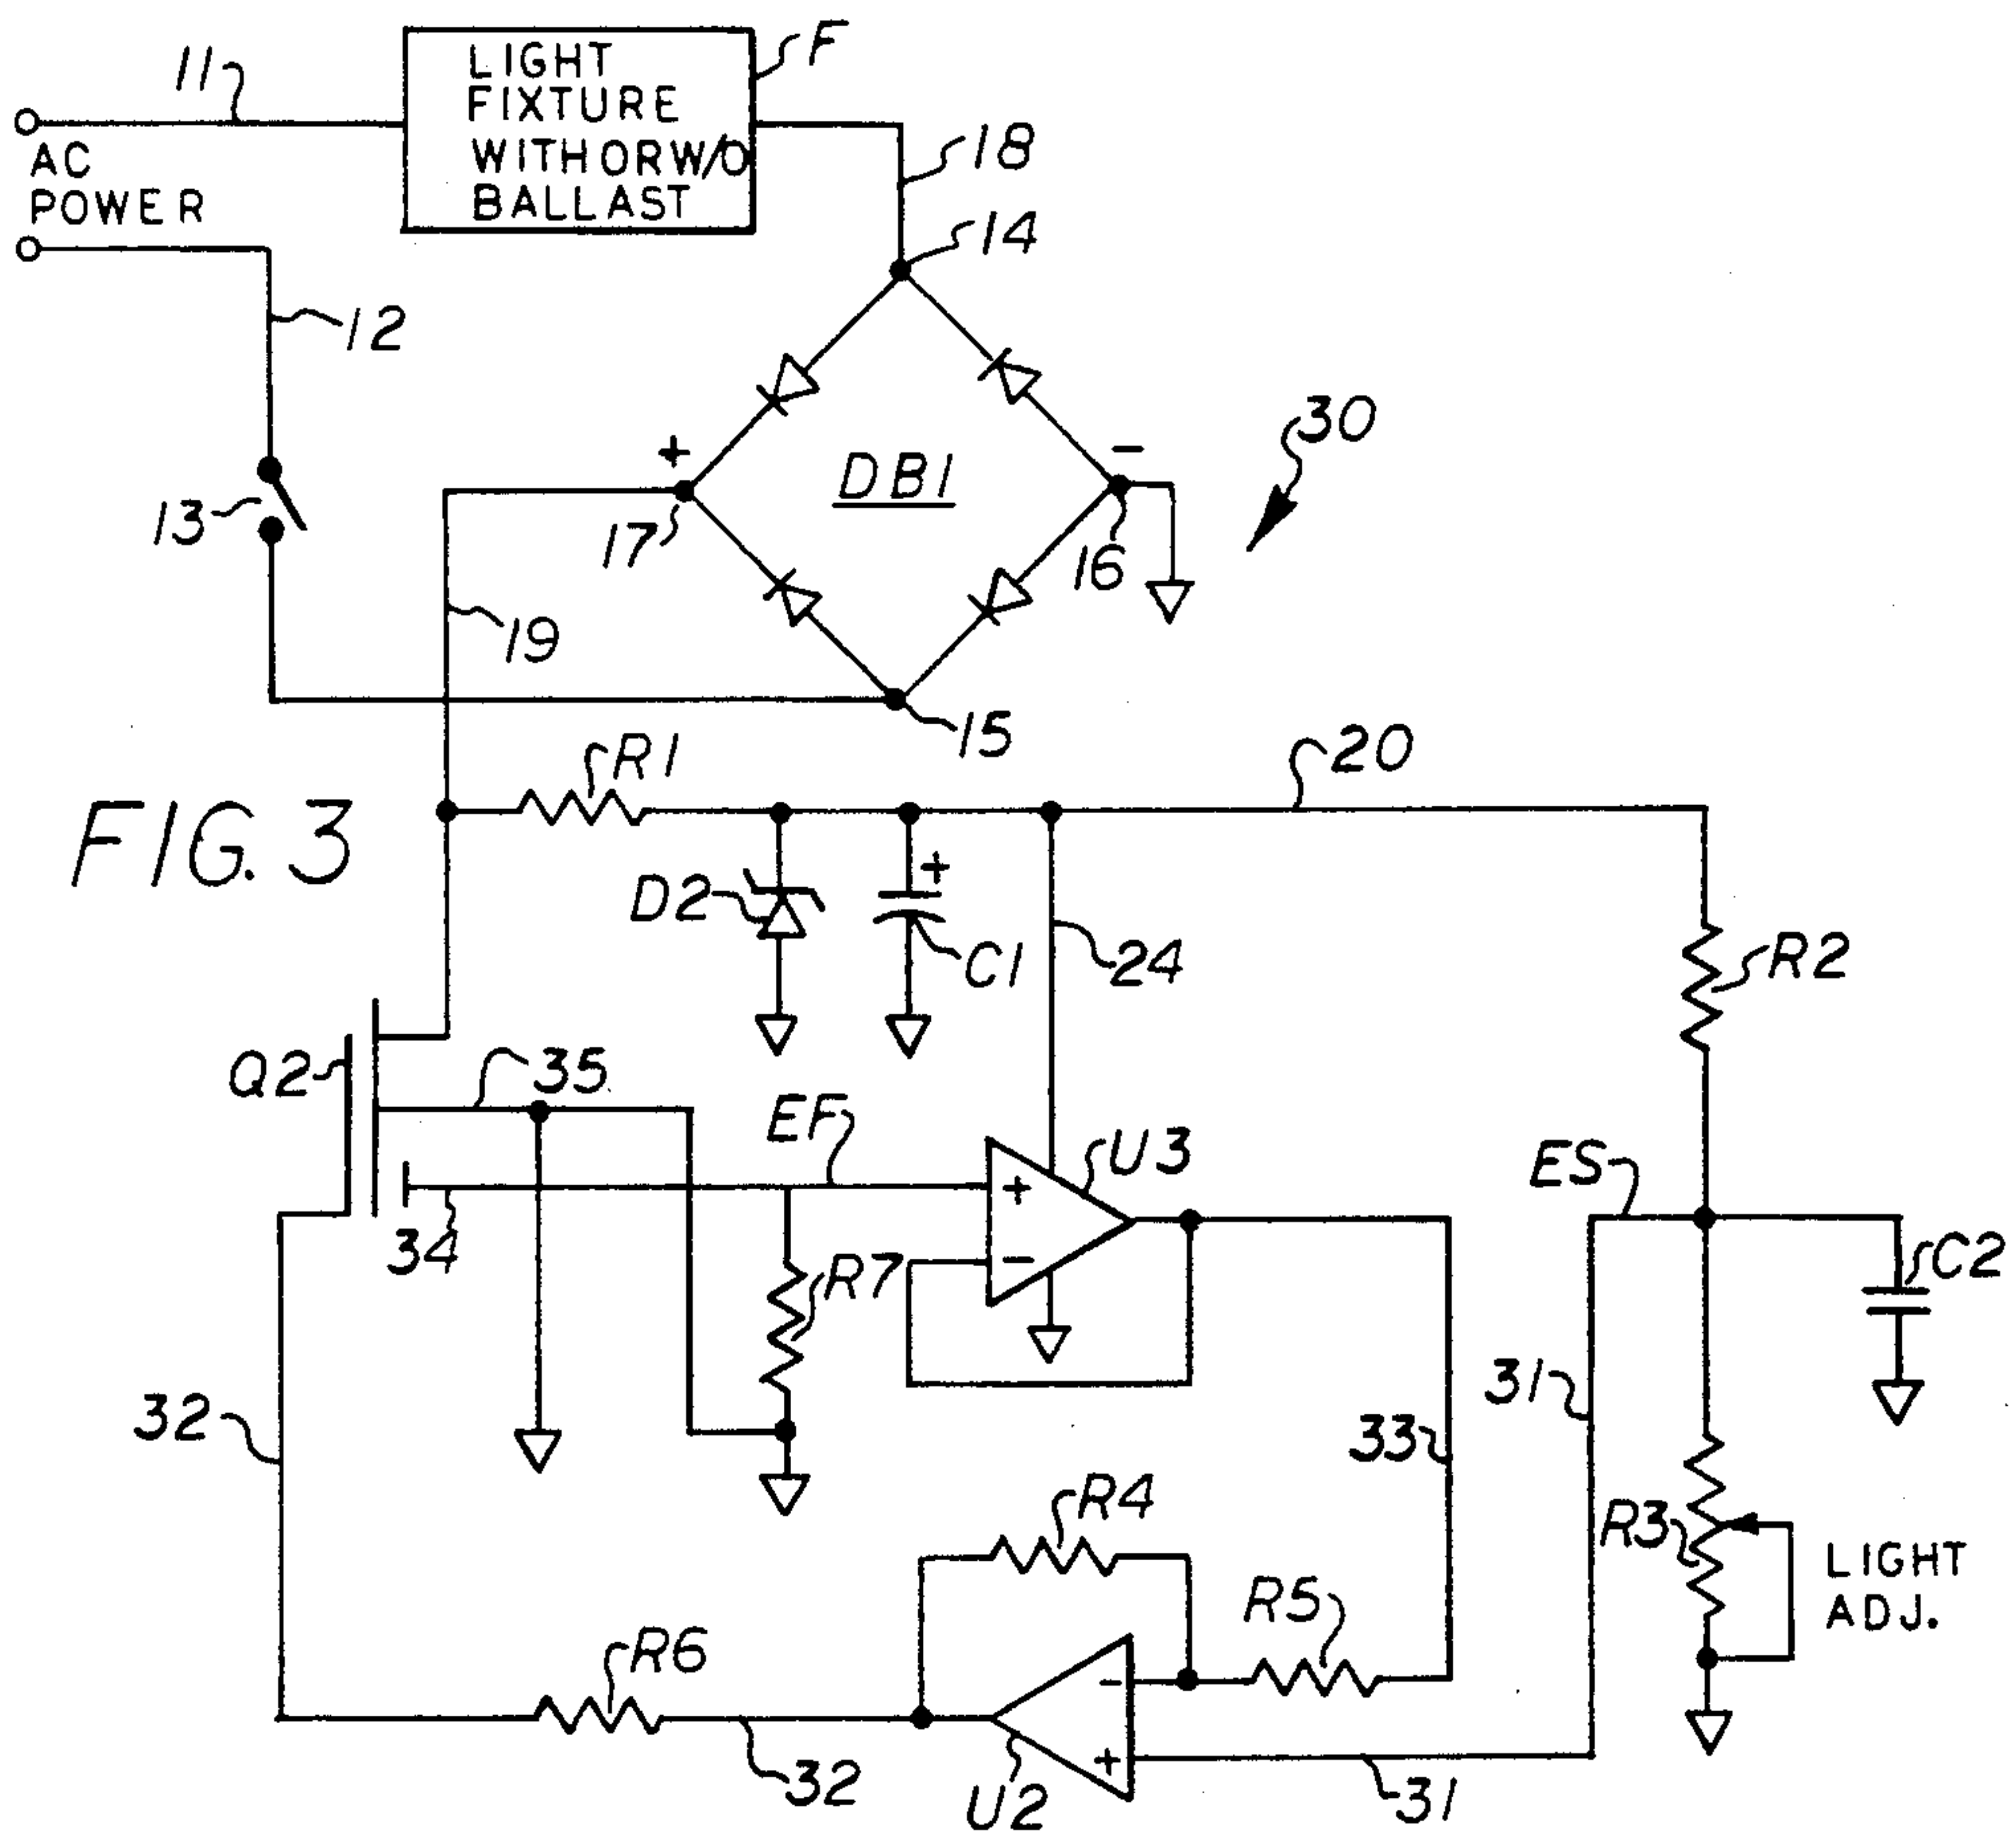 11
F
LIGHT
FIXTURE
WITHORW/O
BALLAST
AC
POWER
18
14
12
+
-
DB1
30
13
17
16
19
15
R1
20
FIG. 3
D2
+
C1
24
R2
Q2
35
EF
U3
ES
+
-
34
R7
C2
32
31
33
R4
R3
LIGHT
ADJ.
R5
R6
-
+
32
U2
31